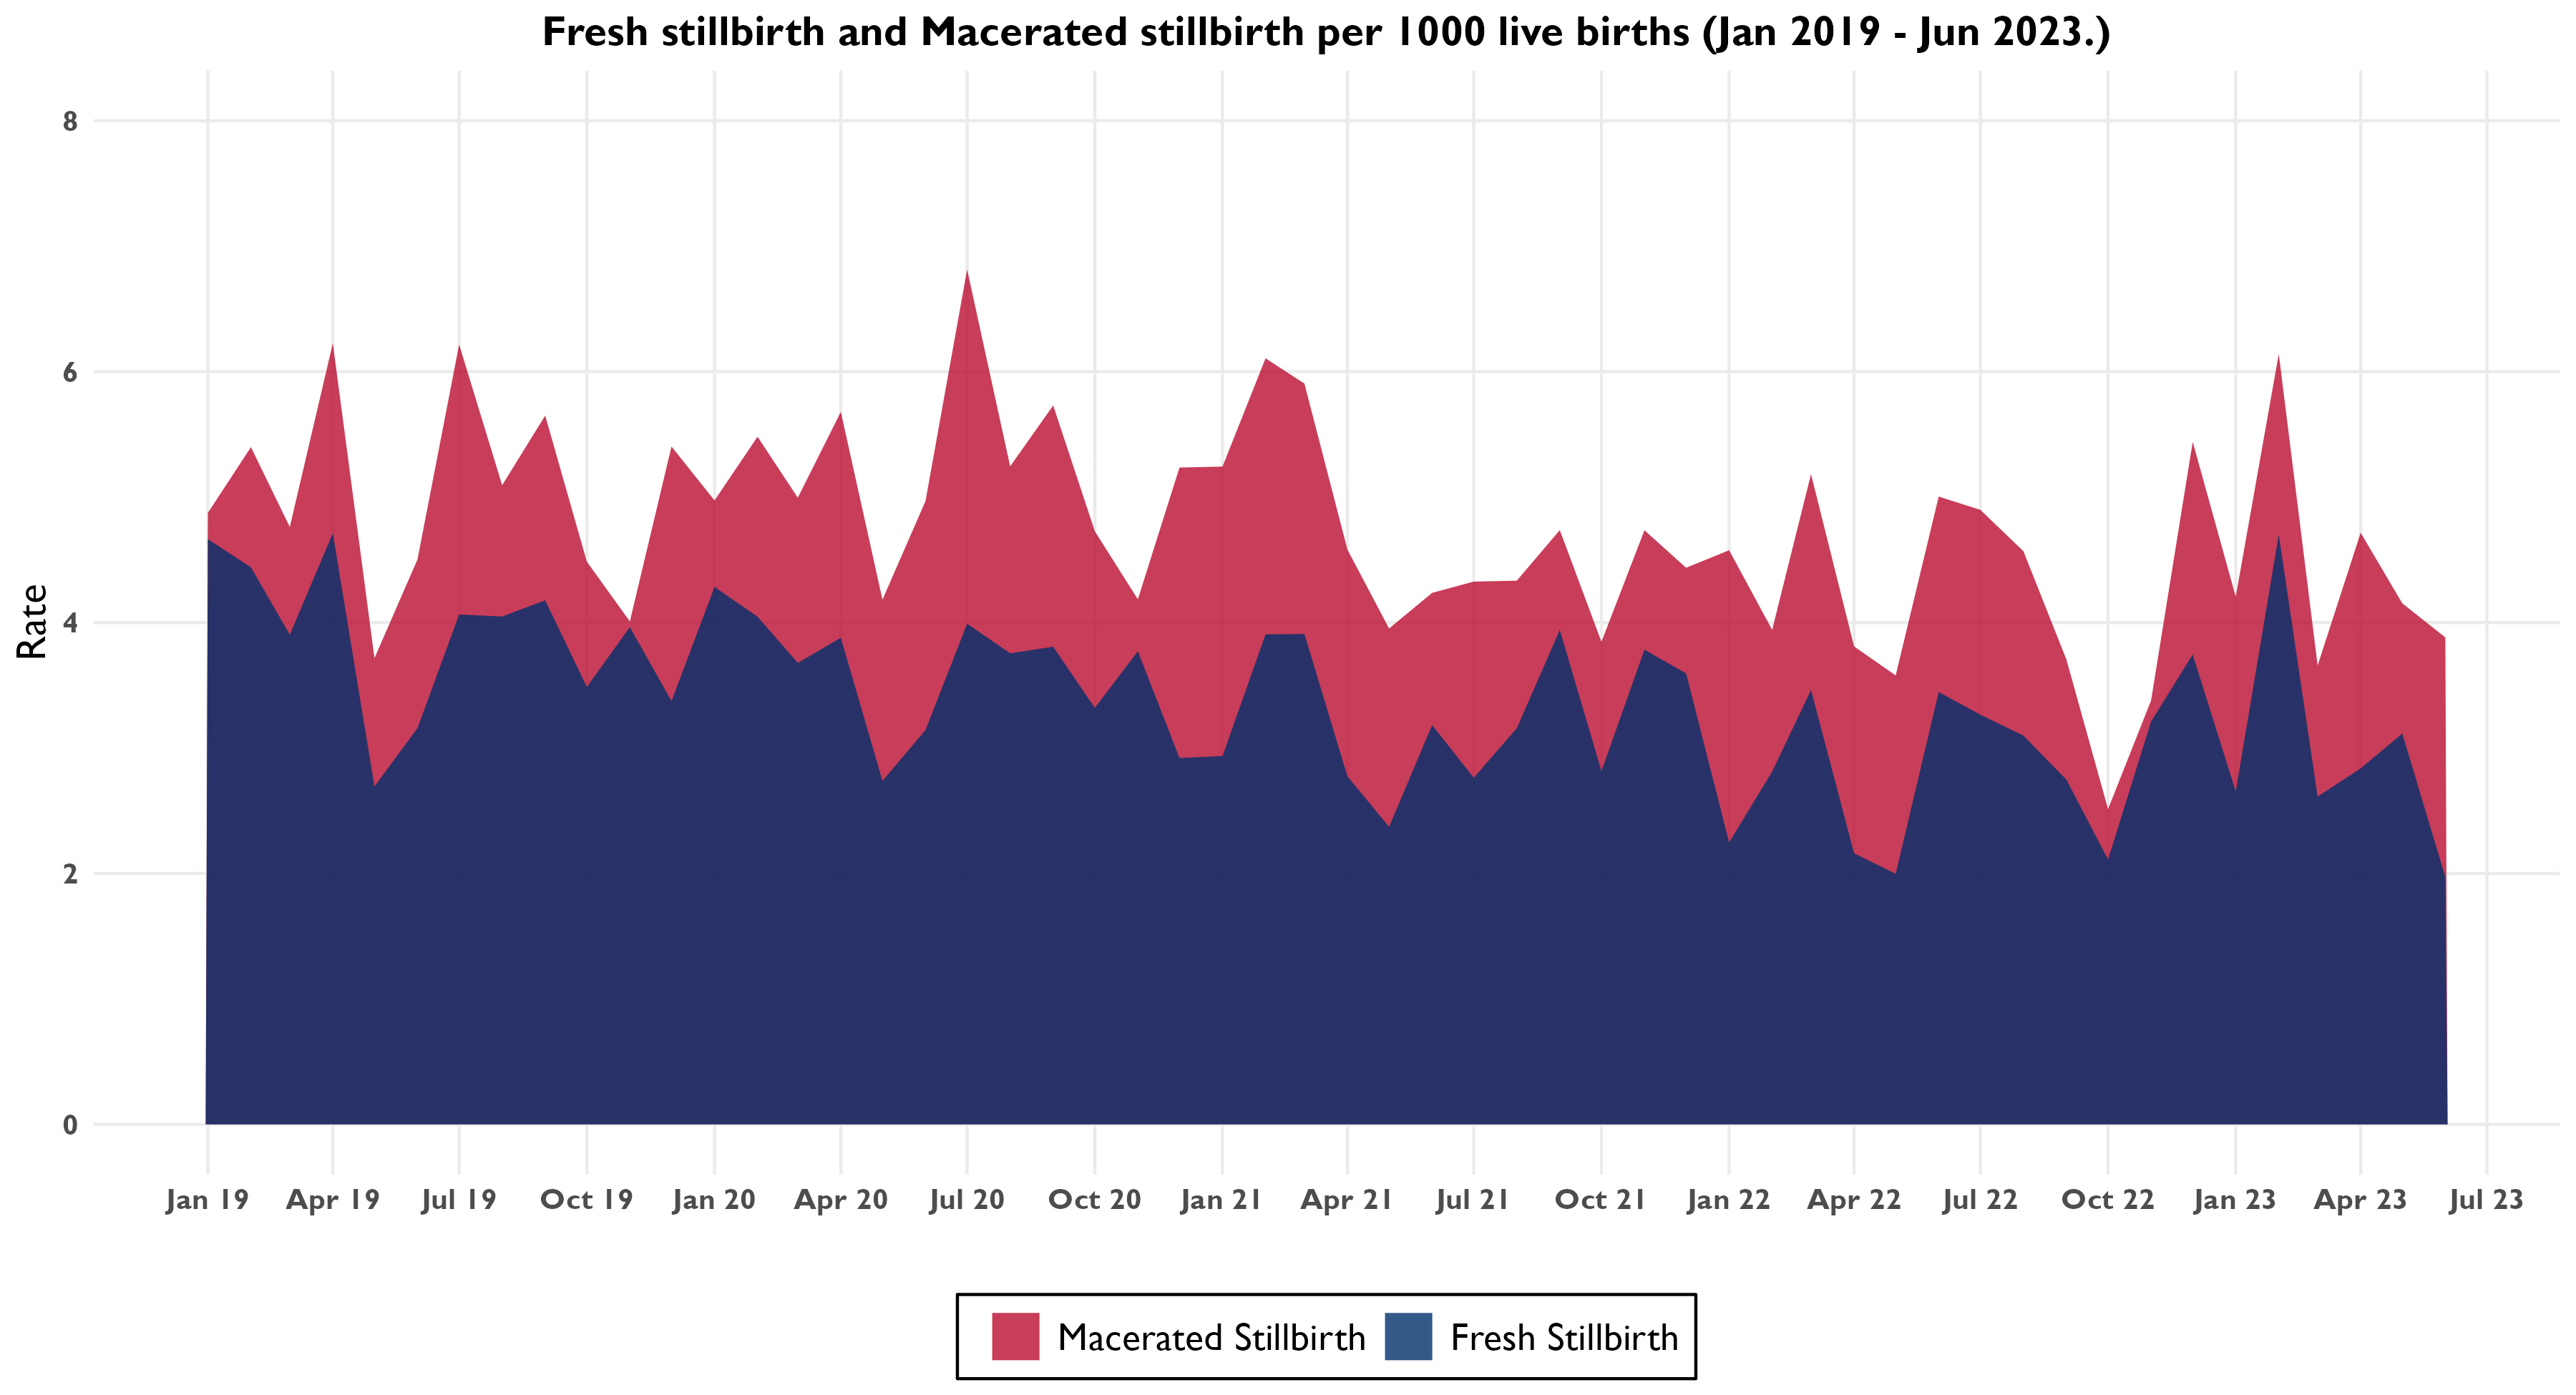 Fresh stillbirth and Macerated stillbirth per 1000 live births (Jan 2019 - Jun 2023.)
8
6
4
2
0
Rate
Jan 19 Apr 19 Jul 19 Oct 19 Jan 20 Apr 20 Jul 20 Oct 20 Jan 21 Apr 21 Jul 21 Oct 21 Jan 22 Apr 22 Jul 22 Oct 22 Jan 23 Apr 23 Jul 23
Macerated Stillbirth Fresh Stillbirth